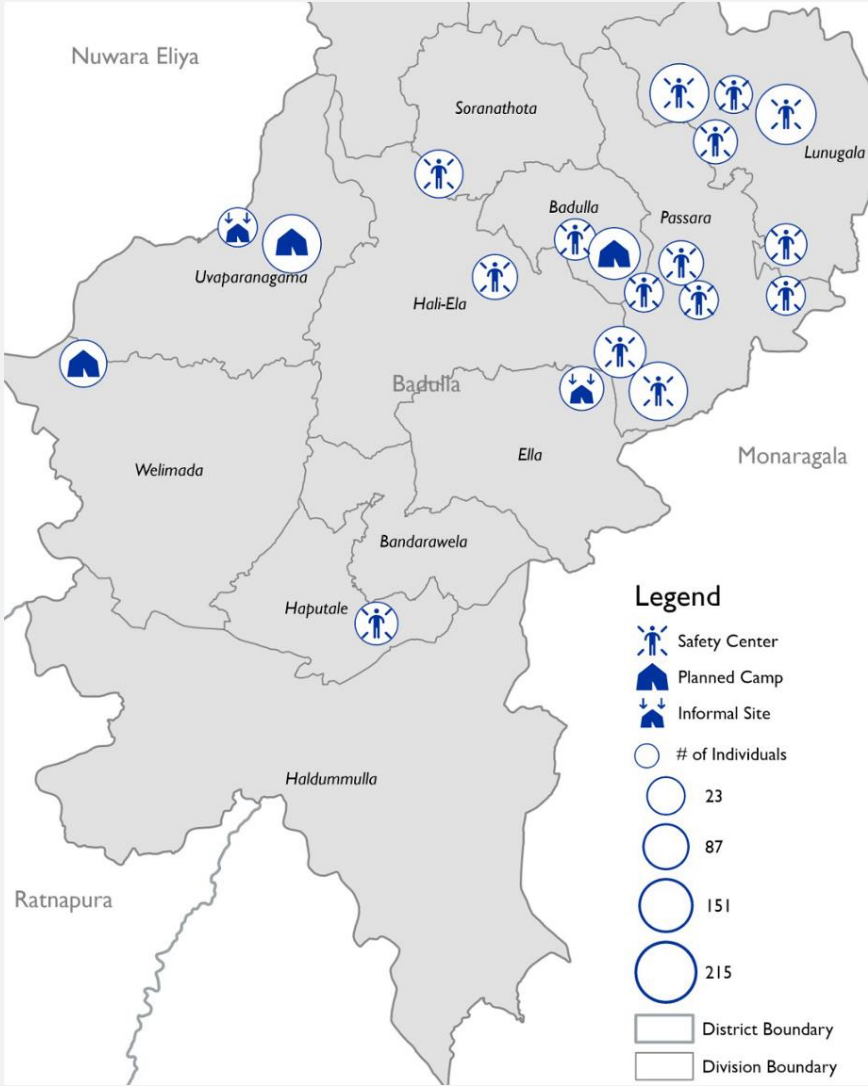 Nuwara Eliya
Soranathota
Lunugala
Badulla
Passara
Uvaparanagama
Hali-Ela
Badulla
Monaragala
Ella
Welimada
Bandarawela
Haputale
Haldummulla
Ratnapura
Legend
Safety Center
Planned Camp
Informal Site
# of Individuals
23
87
151
215
District Boundary
Division Boundary